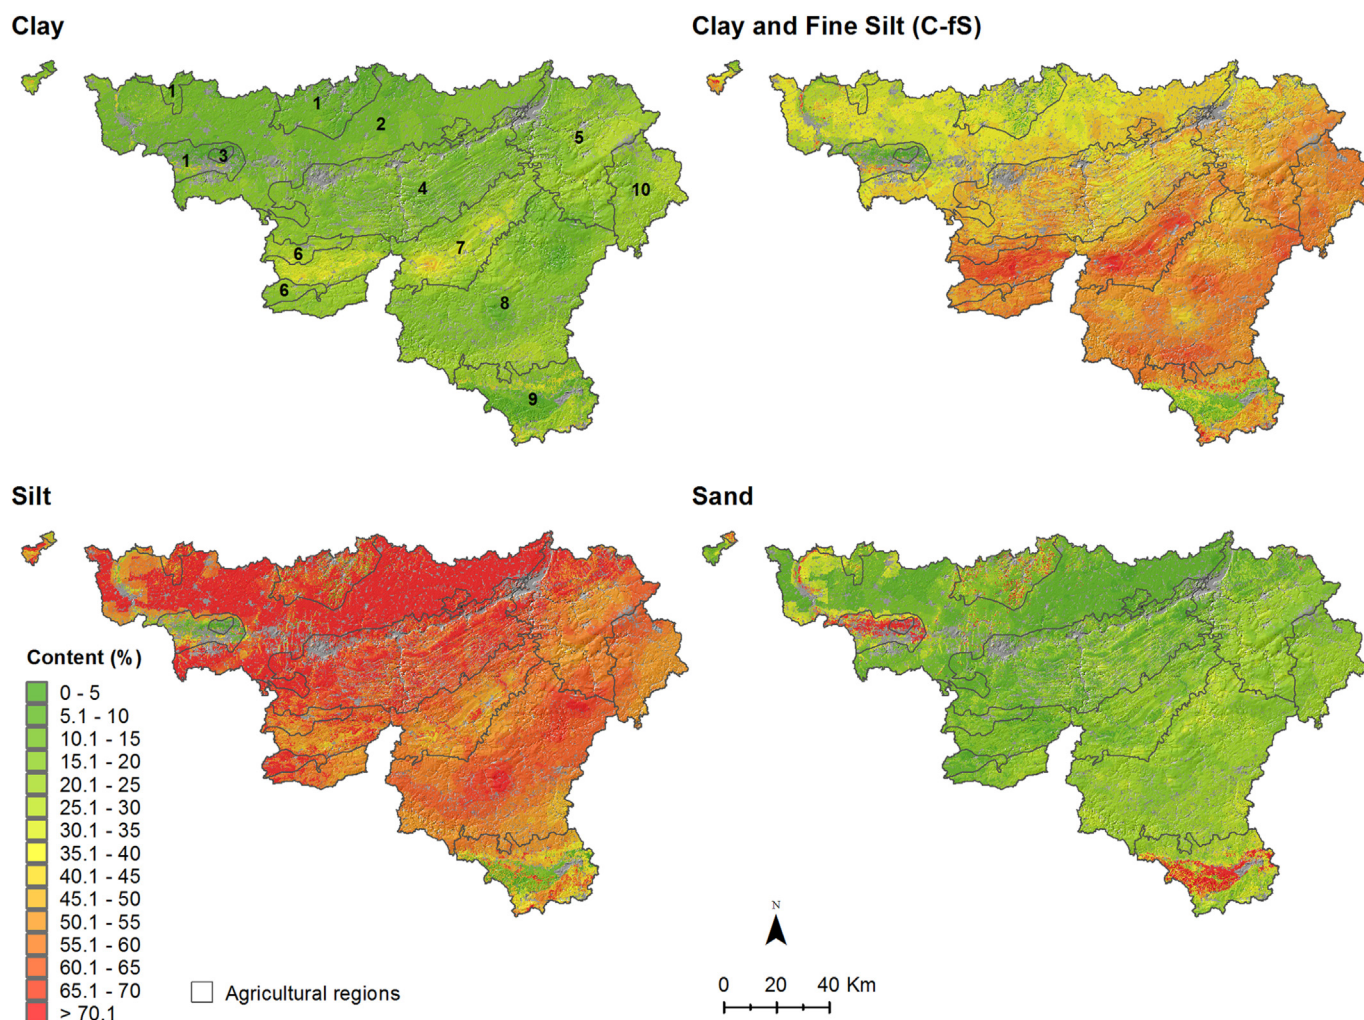 Clay
Clay and Fine Silt (C-fS)
1
1
2
5
1
3
4
10
7
6
6
8
9
Silt
Sand
Content (%)
0 - 5
5.1 - 10
10.1 - 15
15.1 - 20
20.1 - 25
25.1 - 30
30.1 - 35
35.1 - 40
40.1 - 45
45.1 - 50
50.1 - 55
55.1 - 60
60.1 - 65
65.1 - 70
> 70.1
Agricultural regions
N
0 20 40 Km